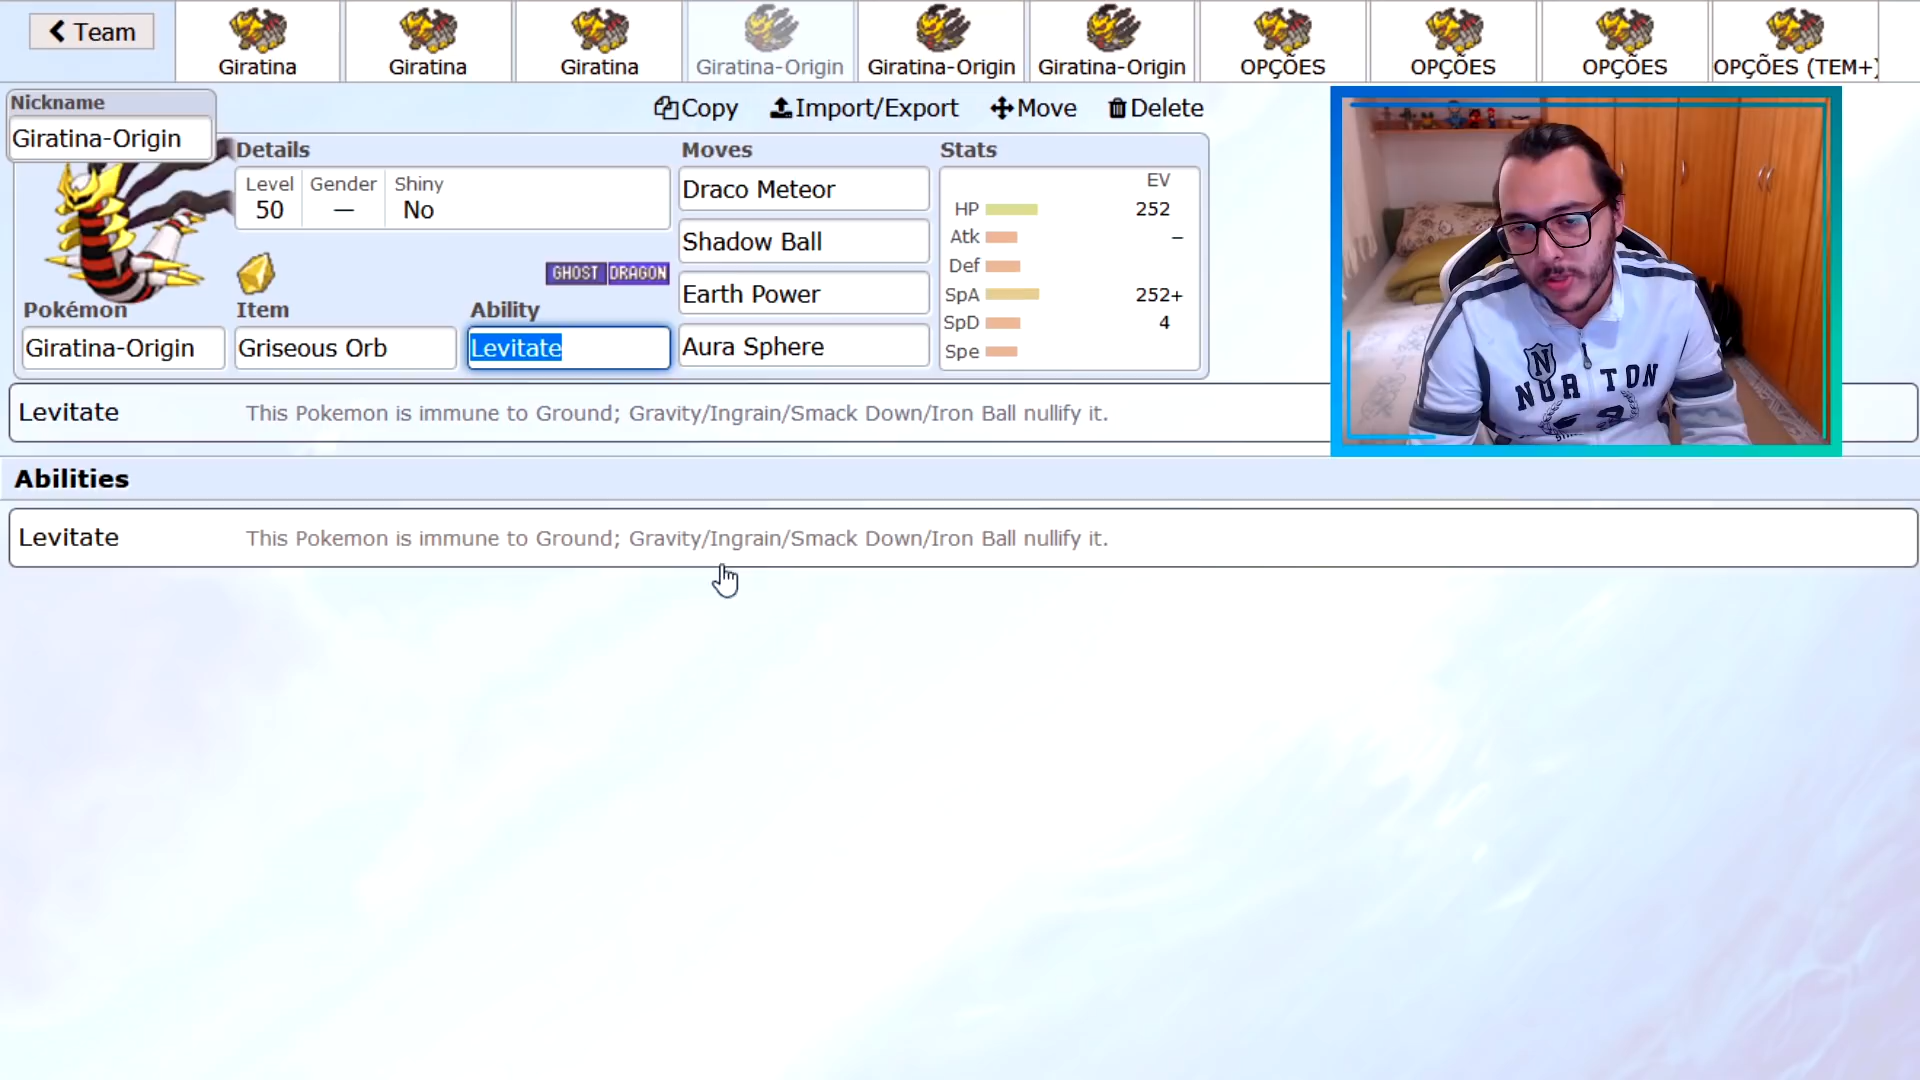 Team
Giratina
Giratina
Giratina
Giratina-Origin
Giratina-Origin
Giratina-Origin
OPÇÕES
OPÇÕES
OPÇÕES
OPÇÕES (TEM+)
Nickname
Giratina-Origin
Copy
Import/Export
Move
Delete
Details
Level
50
Gender
—
Shiny
No
GHOST DRAGON
Pokémon
Giratina-Origin
Item
Griseous Orb
Ability
Levitate
Moves
Draco Meteor
Shadow Ball
Earth Power
Aura Sphere
Stats
EV
HP 252
Atk –
Def
SpA 252+
SpD 4
Spe
N
NORTON
Levitate This Pokemon is immune to Ground; Gravity/Ingrain/Smack Down/Iron Ball nullify it.
Abilities
Levitate This Pokemon is immune to Ground; Gravity/Ingrain/Smack Down/Iron Ball nullify it.